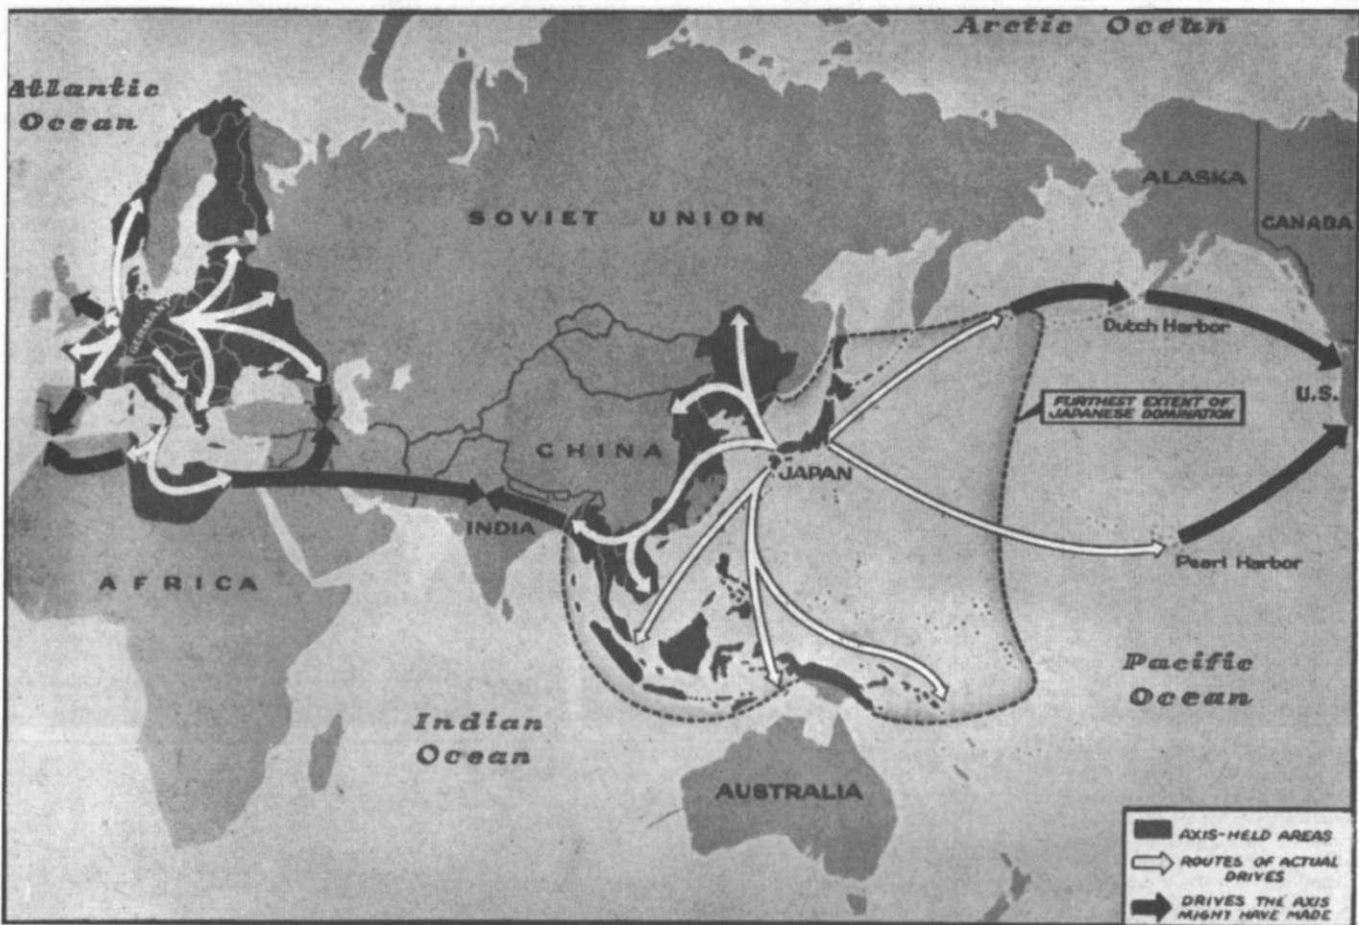 Arctic Ocean
Atlantic
Ocean
ALASKA
SOVIET UNION
CANADA
GERMANY
Dutch Harbor
U.S.
FURTHEST EXTENT OF
JAPANESE DOMINATION
CHINA
JAPAN
INDIA
Pearl Harbor
AFRICA
Pacific
Ocean
Indian
Ocean
AUSTRALIA
AXIS-HELD AREAS
ROUTES OF ACTUAL
DRIVES
DRIVES THE AXIS
MIGHT HAVE MADE